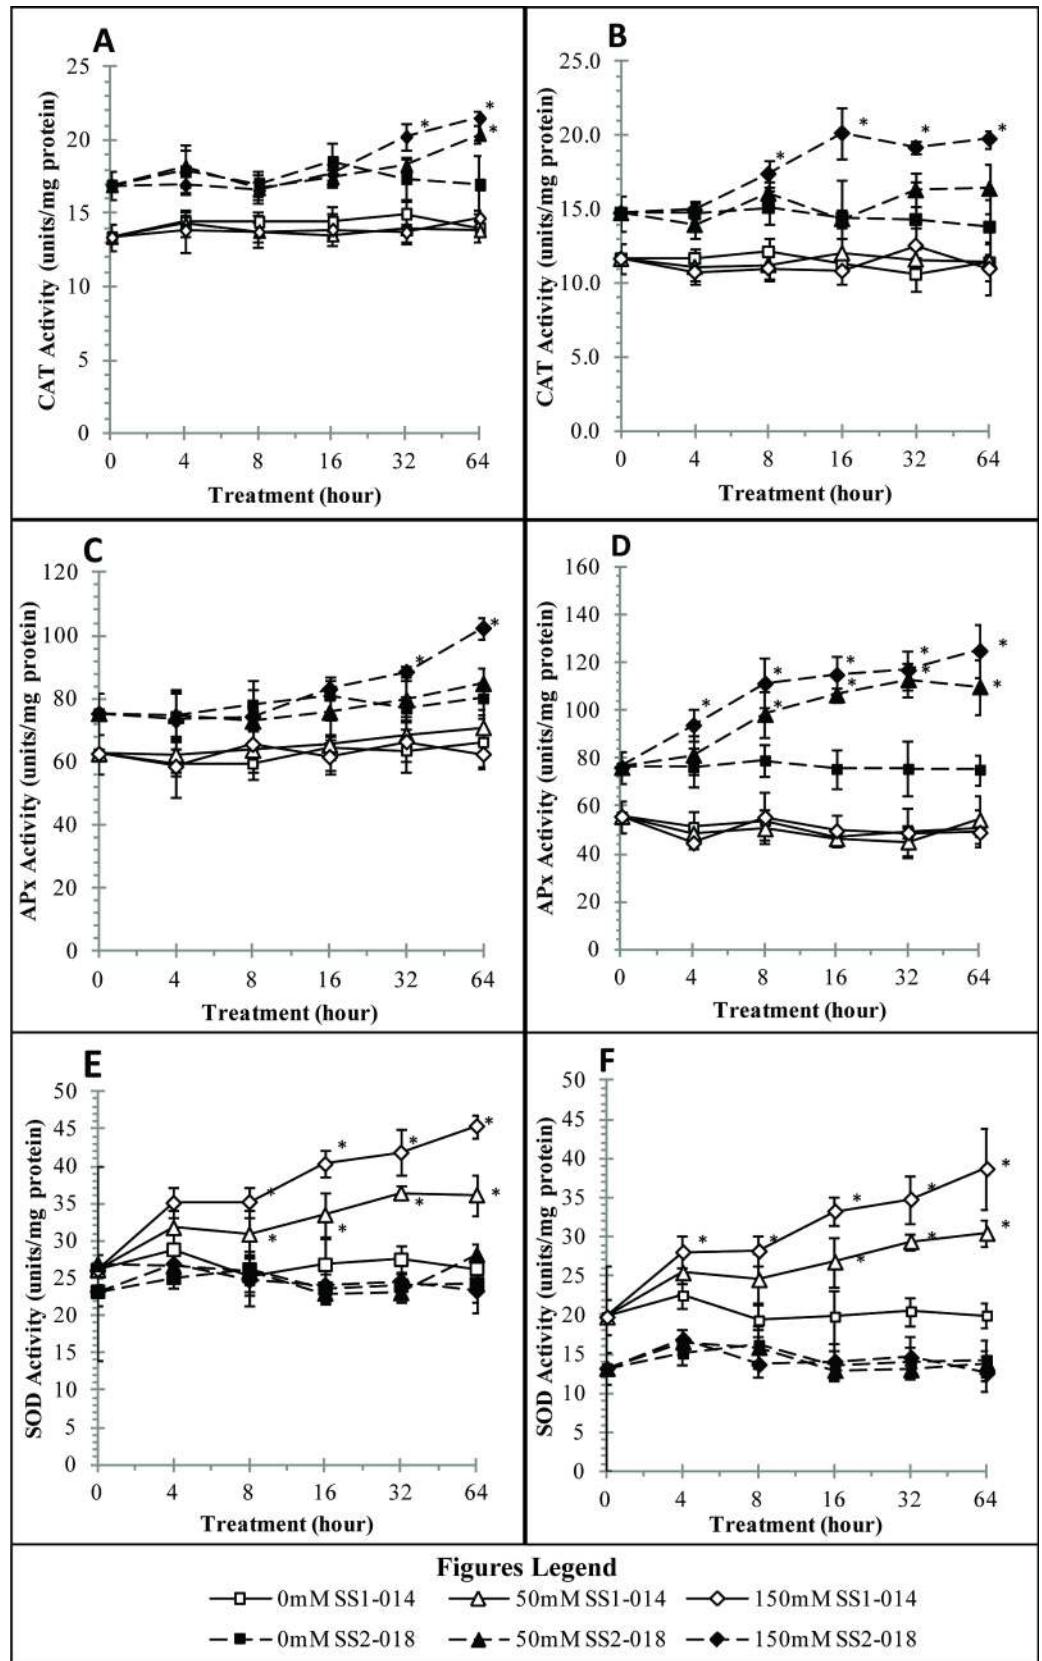 A
CAT Activity (units/mg protein)
25
20
15
10
5
0
* * *
0 4 8 16 32 64
Treatment (hour)
B
CAT Activity (units/mg protein)
25.0
20.0
15.0
10.0
5.0
0.0
* * * *
0 4 8 16 32 64
Treatment (hour)
C
APx Activity (units/mg protein)
120
100
80
60
40
20
0
* *
0 4 8 16 32 64
Treatment (hour)
D
APx Activity (units/mg protein)
160
140
120
100
80
60
40
20
0
* * * * * * * * *
0 4 8 16 32 64
Treatment (hour)
E
SOD Activity (units/mg protein)
50
45
40
35
30
25
20
15
10
5
0
* * * * * * * *
0 4 8 16 32 64
Treatment (hour)
F
SOD Activity (units/mg protein)
50
45
40
35
30
25
20
15
10
5
0
* * * * * * * *
0 4 8 16 32 64
Treatment (hour)
Figures Legend
0mM SS1-014 50mM SS1-014 150mM SS1-014
0mM SS2-018 50mM SS2-018 150mM SS2-018